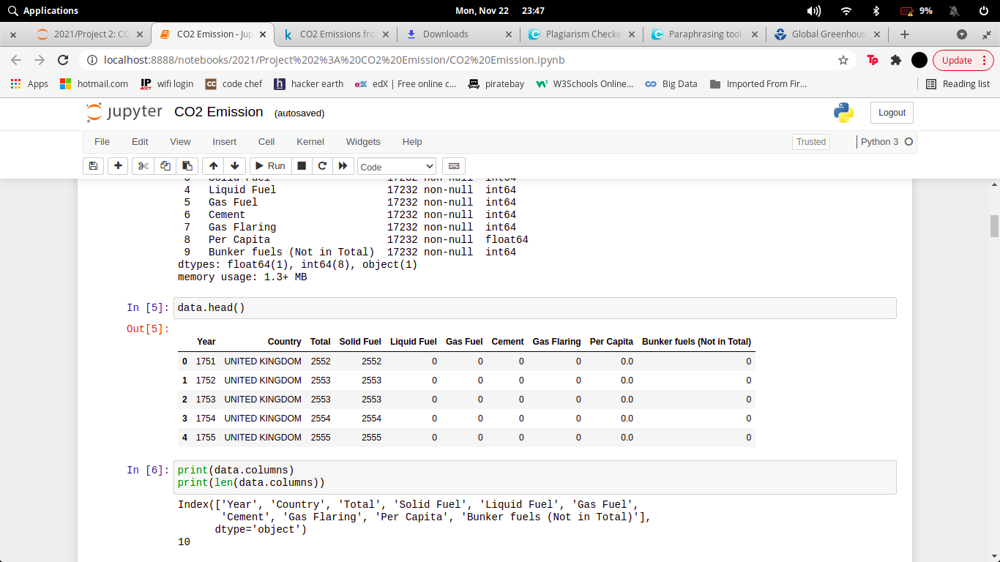 Applications
Mon, Nov 22 23:47
9%
2021/Project 2: CO
CO2 Emission - Jup
CO2 Emissions fro
Downloads
Plagiarism Checke
Paraphrasing tool
Global Greenhous
localhost:8888/notebooks/2021/Project%202%3A%20CO2%20Emission/CO2%20Emission.ipynb
Update
Apps
hotmail.com
wifi login
code chef
hacker earth
edX | Free online c...
piratebay
W3Schools Online...
Big Data
Imported From Fir...
Reading list
jupyter CO2 Emission (autosaved)
Logout
File Edit View Insert Cell Kernel Widgets Help
Trusted
Python 3
Run
Code
3 Solid Fuel 17232 non-null int64
4 Liquid Fuel 17232 non-null int64
5 Gas Fuel 17232 non-null int64
6 Cement 17232 non-null int64
7 Gas Flaring 17232 non-null int64
8 Per Capita 17232 non-null float64
9 Bunker fuels (Not in Total) 17232 non-null int64
dtypes: float64(1), int64(8), object(1)
memory usage: 1.3+ MB
In [5]: data.head()
Out[5]:
Year Country Total Solid Fuel Liquid Fuel Gas Fuel Cement Gas Flaring Per Capita Bunker fuels (Not in Total)
0 1751 UNITED KINGDOM 2552 2552 0 0 0 0 0.0 0
1 1752 UNITED KINGDOM 2553 2553 0 0 0 0 0.0 0
2 1753 UNITED KINGDOM 2553 2553 0 0 0 0 0.0 0
3 1754 UNITED KINGDOM 2554 2554 0 0 0 0 0.0 0
4 1755 UNITED KINGDOM 2555 2555 0 0 0 0 0.0 0
In [6]: print(data.columns)
print(len(data.columns))
Index(['Year', 'Country', 'Total', 'Solid Fuel', 'Liquid Fuel', 'Gas Fuel',
'Cement', 'Gas Flaring', 'Per Capita', 'Bunker fuels (Not in Total)'],
dtype='object')
10